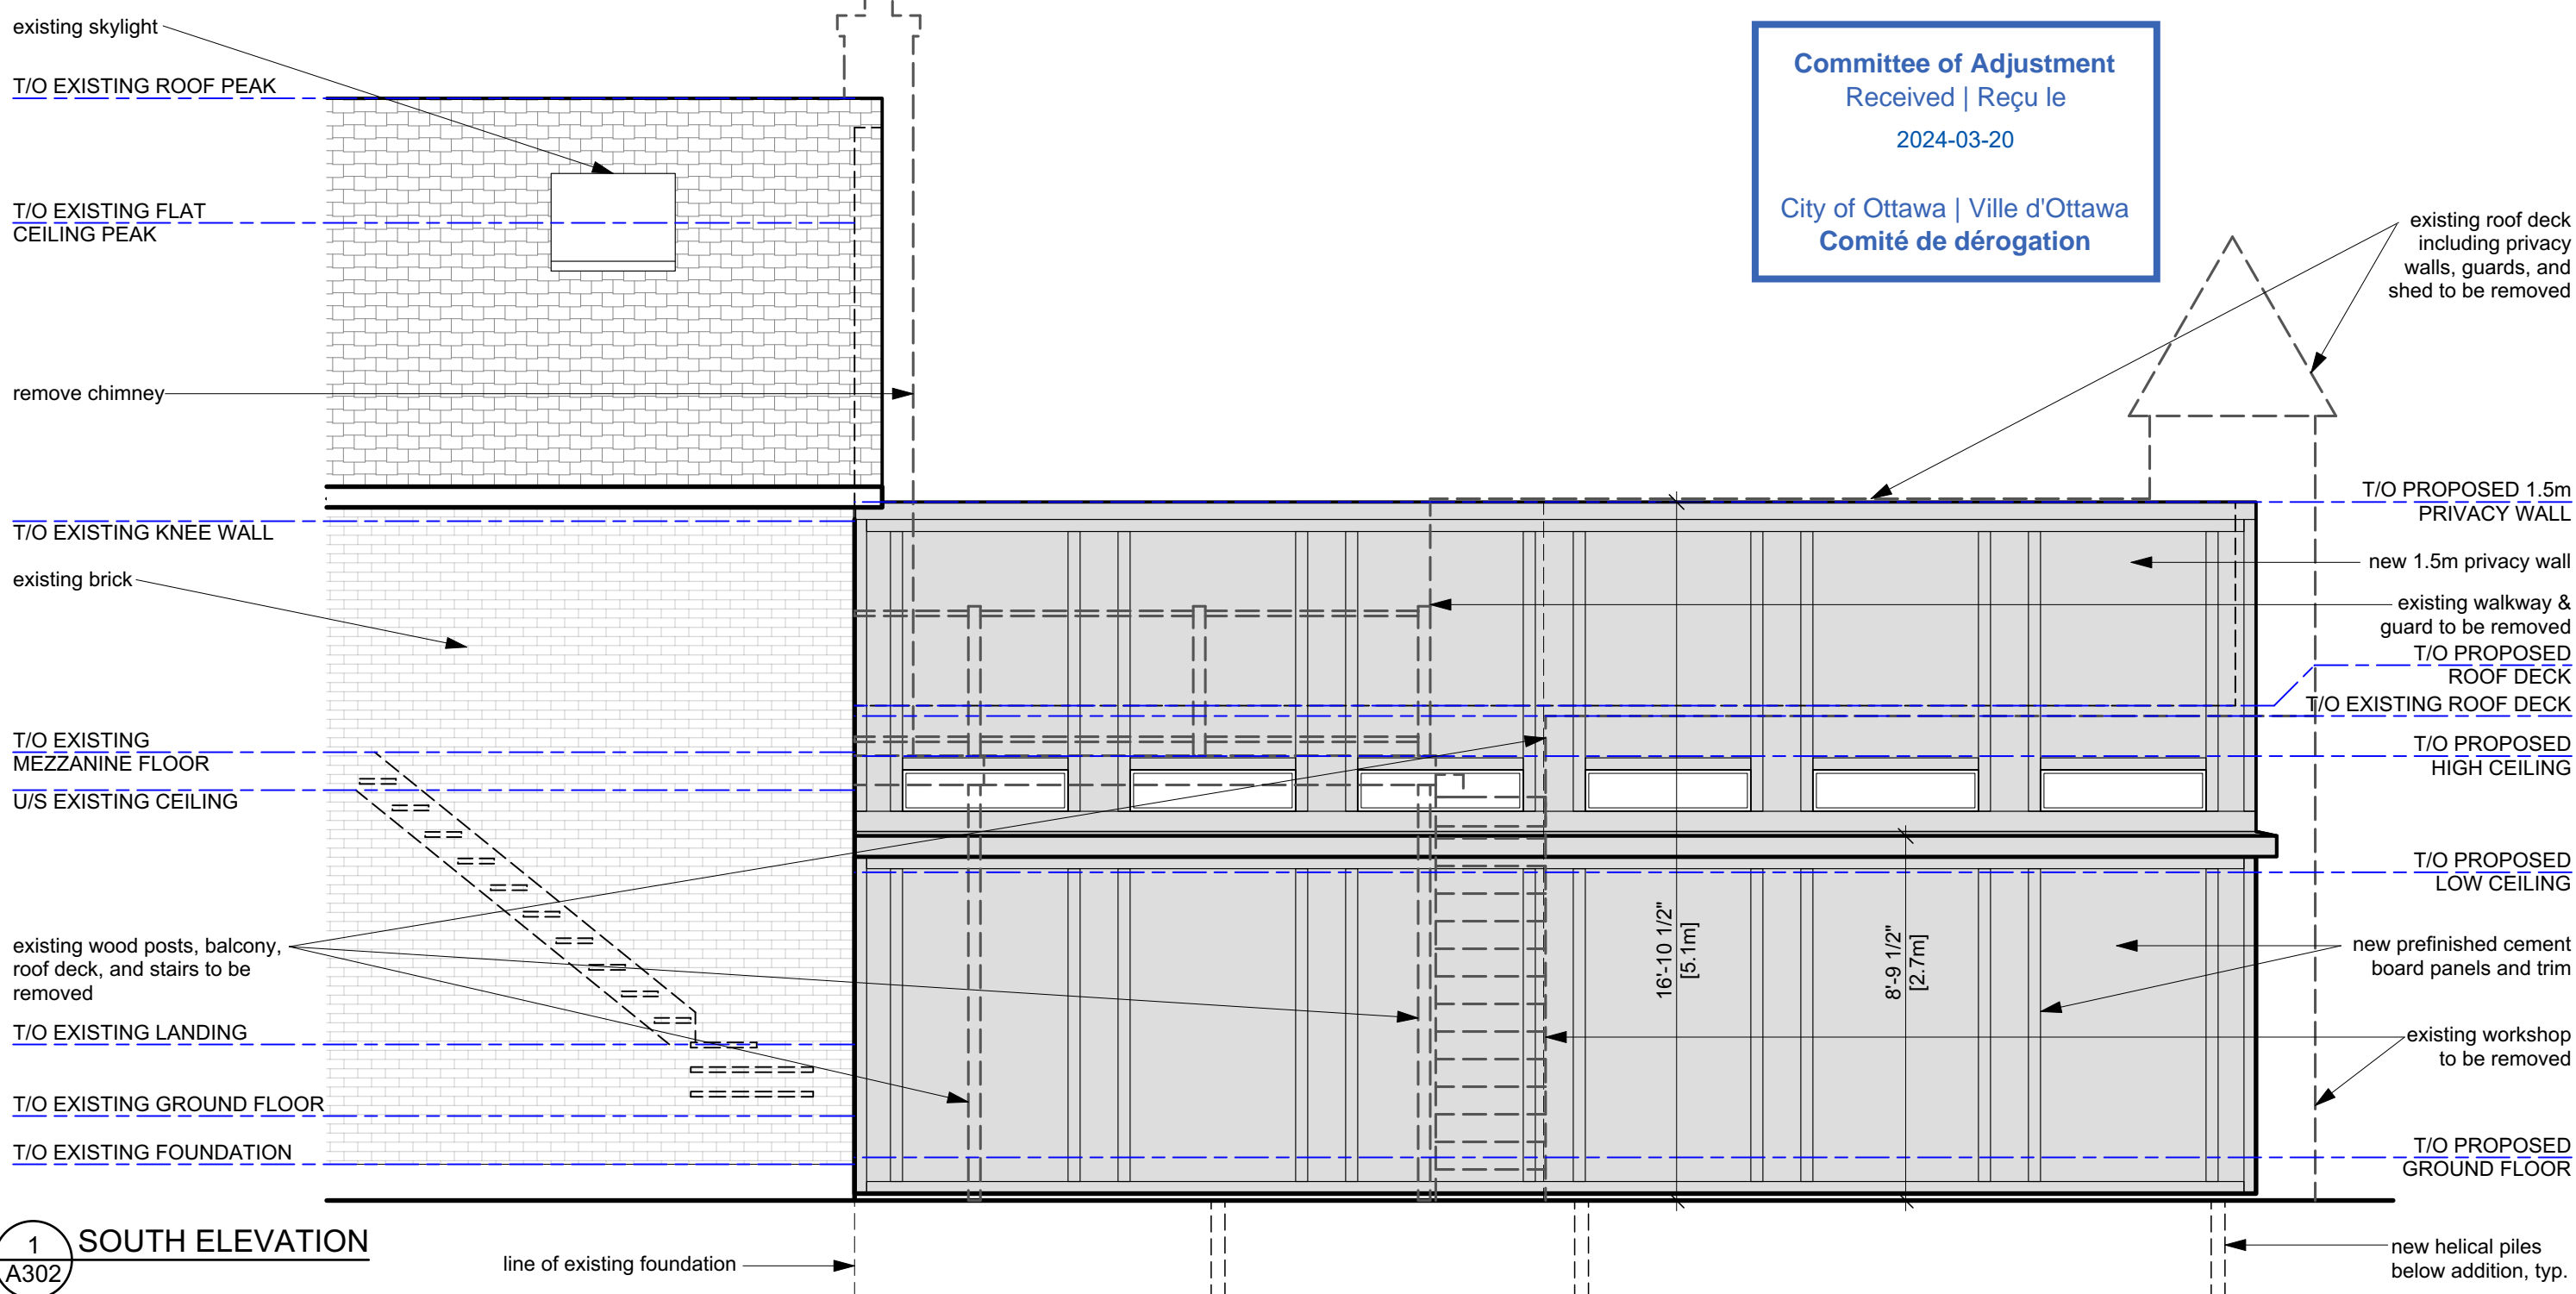 existing skylight
T/O EXISTING ROOF PEAK
T/O EXISTING FLAT
CEILING PEAK
remove chimney
T/O EXISTING KNEE WALL
existing brick
T/O EXISTING
MEZZANINE FLOOR
U/S EXISTING CEILING
existing wood posts, balcony,
roof deck, and stairs to be
removed
T/O EXISTING LANDING
T/O EXISTING GROUND FLOOR
T/O EXISTING FOUNDATION
1
A302
SOUTH ELEVATION
line of existing foundation
Committee of Adjustment
Received | Reçu le
2024-03-20
City of Ottawa | Ville d'Ottawa
Comité de dérogation
16'-10 1/2"
[5.1m]
8'-9 1/2"
[2.7m]
existing roof deck
including privacy
walls, guards, and
shed to be removed
T/O PROPOSED 1.5m
PRIVACY WALL
new 1.5m privacy wall
existing walkway &
guard to be removed
T/O PROPOSED
ROOF DECK
T/O EXISTING ROOF DECK
T/O PROPOSED
HIGH CEILING
T/O PROPOSED
LOW CEILING
new prefinished cement
board panels and trim
existing workshop
to be removed
T/O PROPOSED
GROUND FLOOR
new helical piles
below addition, typ.